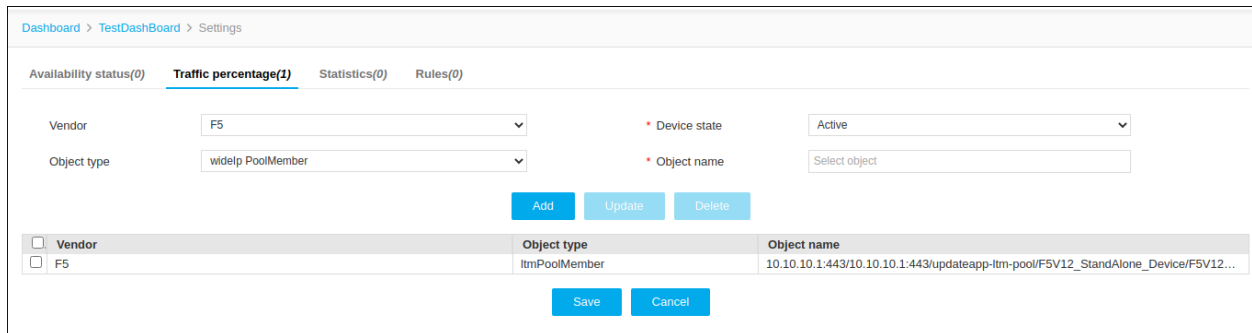 Dashboard > TestDashBoard > Settings
Availability status(0) Traffic percentage(1) Statistics(0) Rules(0)
Vendor F5 * Device state Active
Object type wideIp PoolMember * Object name Select object
Add Update Delete
Vendor Object type Object name
F5 ltmPoolMember 10.10.10.1:443/10.10.10.1:443/updateapp-ltm-pool/F5V12_StandAlone_Device/F5V12...
Save Cancel